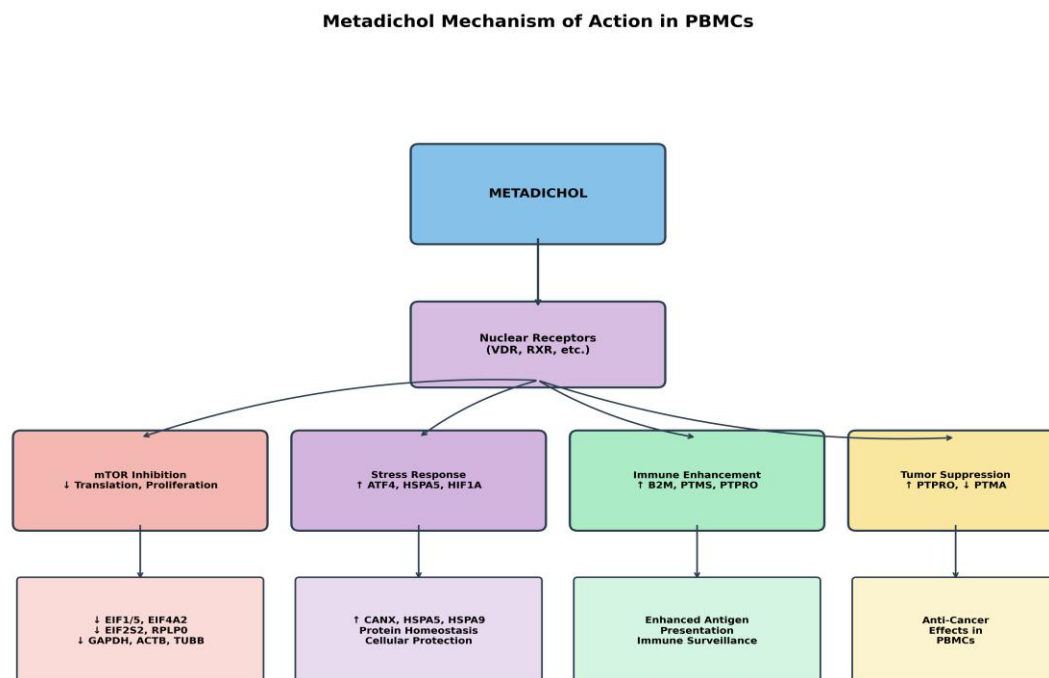 Metadichol Mechanism of Action in PBMCs
METADICHOL
Nuclear Receptors
(VDR, RXR, etc.)
mTOR Inhibition
↓ Translation, Proliferation
Stress Response
↑ ATF4, HSPA5, HIF1A
Immune Enhancement
↑ B2M, PTMS, PTPRO
Tumor Suppression
↑ PTPRO, ↓ PTMA
↓ EIF1/5, EIF4A2
↓ EIF2S2, RPLP0
↓ GAPDH, ACTB, TUBB
↑ CANX, HSPA5, HSPA9
Protein Homeostasis
Cellular Protection
Enhanced Antigen
Presentation
Immune Surveillance
Anti-Cancer
Effects in
PBMCs